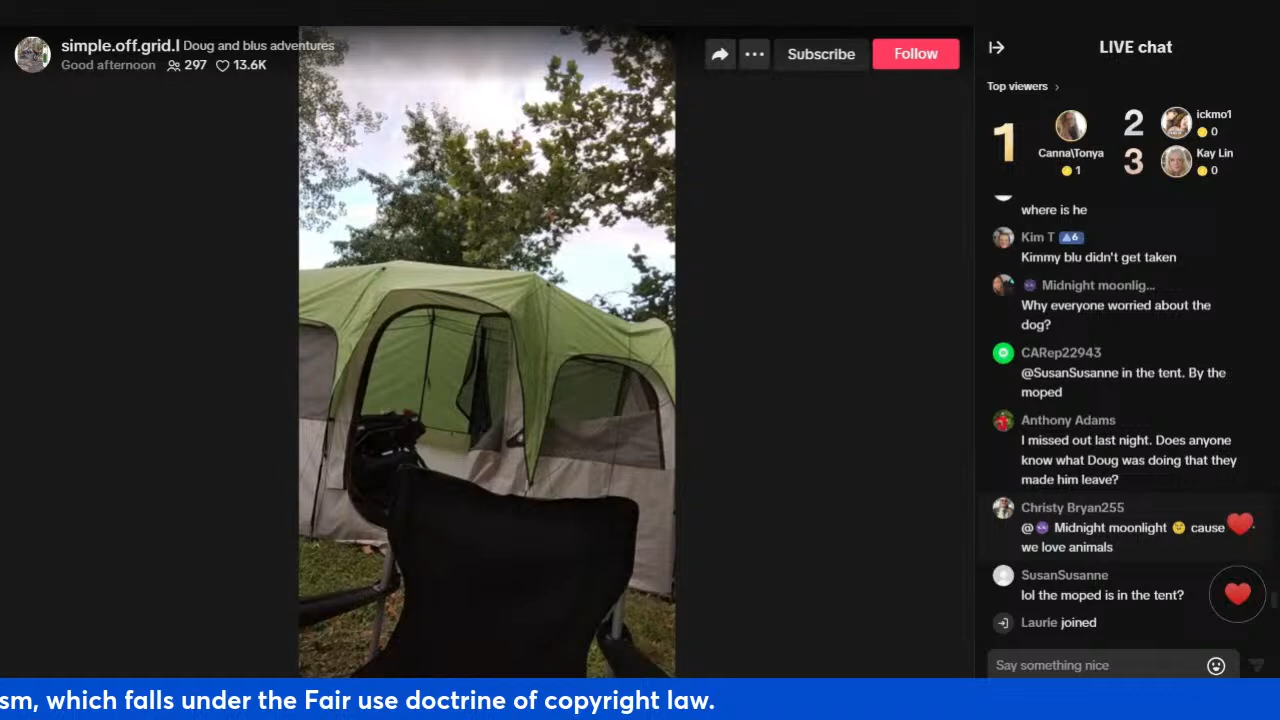 simple.off.grid.l Doug and blus adventures
Good afternoon 297 13.6K
Subscribe
Follow
LIVE chat
Top viewers >
1
Canna\Tonya
1
2
ickmo1
0
3
Kay Lin
0
where is he
Kim T 6
Kimmy blu didn't get taken
Midnight moonlig...
Why everyone worried about the
dog?
CARep22943
@SusanSusanne in the tent. By the
moped
Anthony Adams
I missed out last night. Does anyone
know what Doug was doing that they
made him leave?
Christy Bryan255
@😈 Midnight moonlight 🤨 cause
we love animals
SusanSusanne
lol the moped is in the tent?
Laurie joined
Say something nice
sm, which falls under the Fair use doctrine of copyright law.